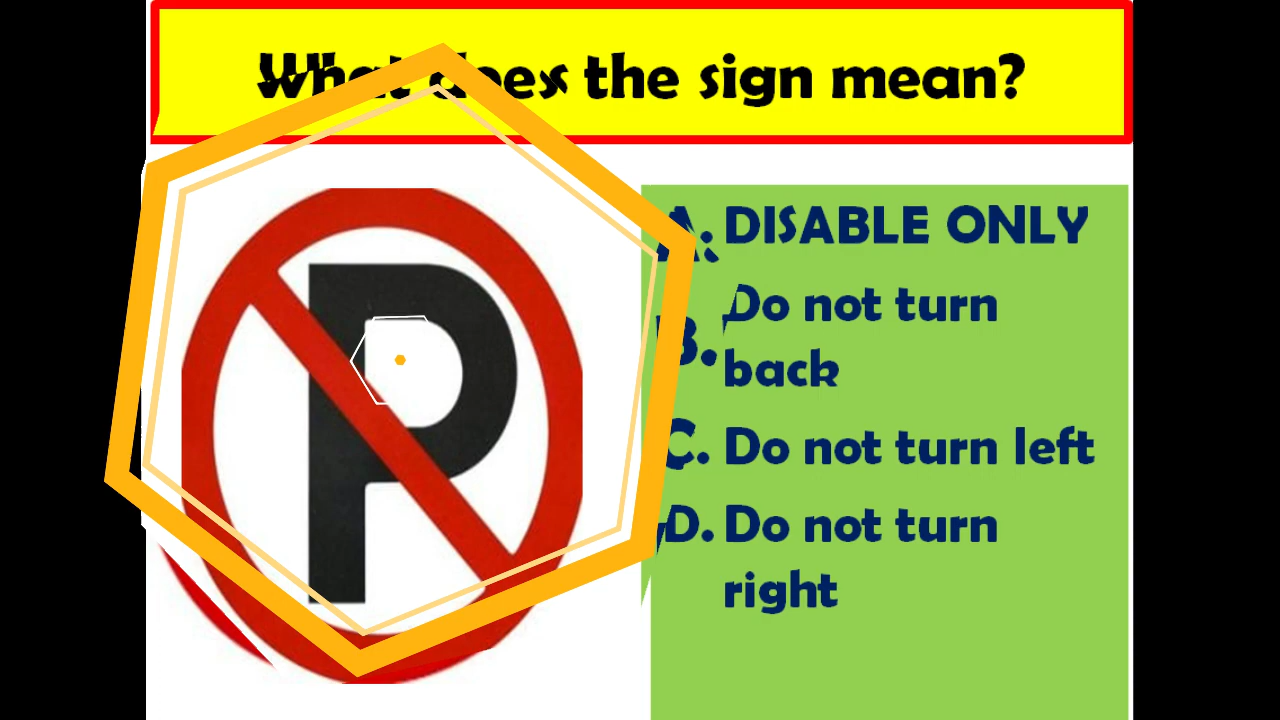 What does the sign mean?
P
A. DISABLE ONLY
B. Do not turn
back
C. Do not turn left
D. Do not turn
right